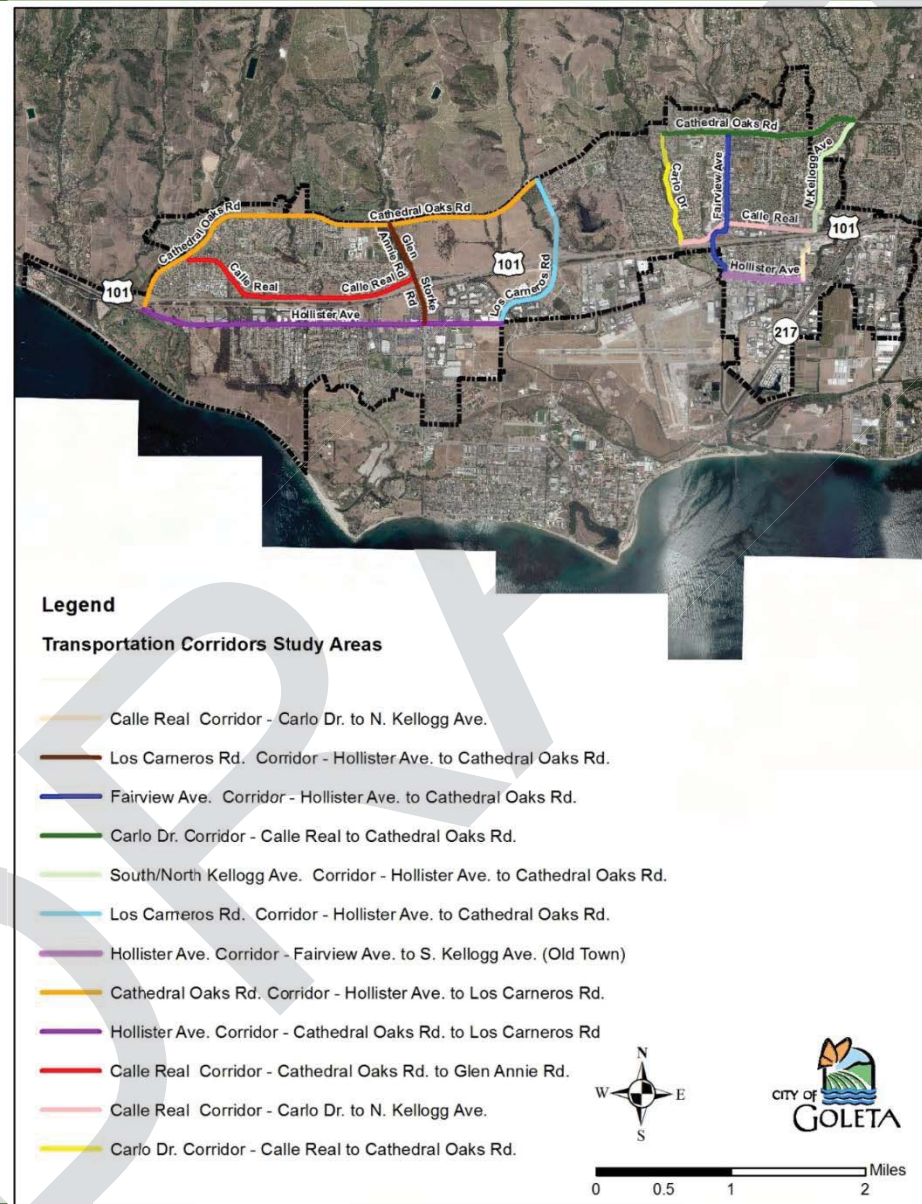 Cathedral Oaks Rd
Carlo Dr
Fairview Ave
N Kellogg Ave
Calle Real
101
Hollister Ave
217
Cathedral Oaks Rd
Cathedral Oaks Rd
Glen
Annie Rd
101
Los Carneros Rd
Calle Real
Calle Real
Storke
Rd
101
Hollister Ave
Legend
Transportation Corridors Study Areas
Calle Real Corridor - Carlo Dr. to N. Kellogg Ave.
Los Carneros Rd. Corridor - Hollister Ave. to Cathedral Oaks Rd.
Fairview Ave. Corridor - Hollister Ave. to Cathedral Oaks Rd.
Carlo Dr. Corridor - Calle Real to Cathedral Oaks Rd.
South/North Kellogg Ave. Corridor - Hollister Ave. to Cathedral Oaks Rd.
Los Carneros Rd. Corridor - Hollister Ave. to Cathedral Oaks Rd.
Hollister Ave. Corridor - Fairview Ave. to S. Kellogg Ave. (Old Town)
Cathedral Oaks Rd. Corridor - Hollister Ave. to Los Carneros Rd.
Hollister Ave. Corridor - Cathedral Oaks Rd. to Los Carneros Rd
Calle Real Corridor - Cathedral Oaks Rd. to Glen Annie Rd.
Calle Real Corridor - Carlo Dr. to N. Kellogg Ave.
Carlo Dr. Corridor - Calle Real to Cathedral Oaks Rd.
N
W E
S
CITY OF
GOLETA
Miles
0 0.5 1 2
DRA